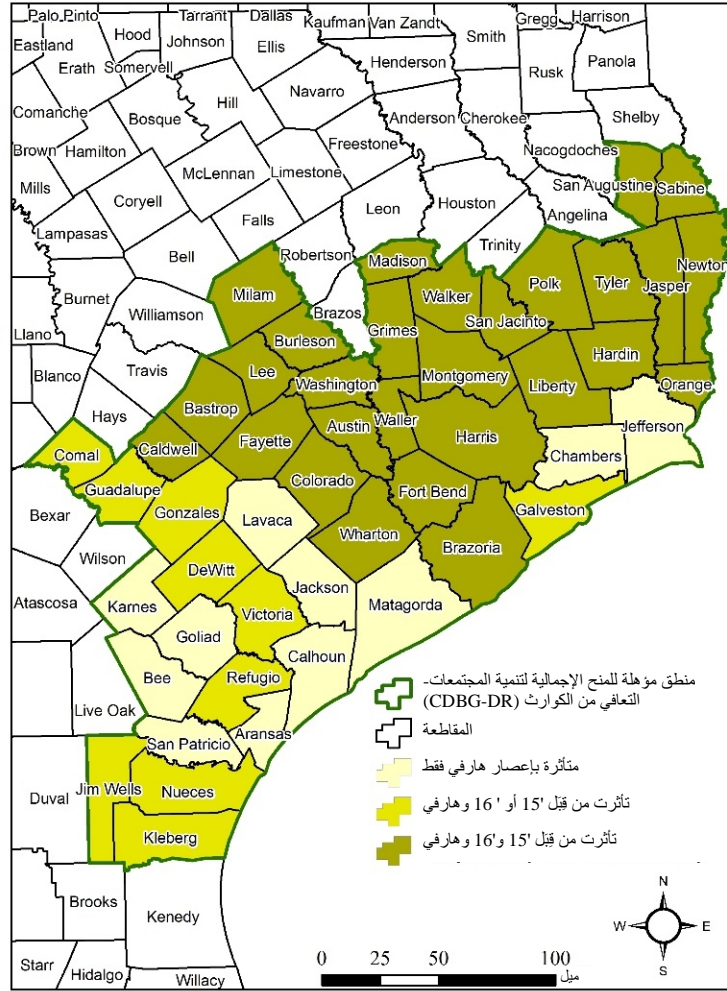 Palo Pinto
Tarrant
Dallas
Kaufman
Van Zandt
Gregg
Harrison
Hood
Johnson
Ellis
Smith
Eastland
Erath
Somervell
Henderson
Rusk
Panola
Hill
Navarro
Comanche
Bosque
Anderson
Cherokee
Shelby
Brown
Hamilton
Freestone
Nacogdoches
Mills
McLennan
Limestone
San Augustine
Sabine
Coryell
Leon
Houston
Angelina
Lampasas
Falls
Bell
Robertson
Madison
Trinity
Burnet
Milam
Walker
Polk
Tyler
Jasper
Newton
Williamson
Brazos
Grimes
San Jacinto
Llano
Burleson
Hardin
Blanco
Travis
Lee
Washington
Montgomery
Liberty
Orange
Hays
Bastrop
Austin
Waller
Jefferson
Comal
Caldwell
Fayette
Harris
Chambers
Guadalupe
Colorado
Fort Bend
Bexar
Gonzales
Lavaca
Galveston
Wharton
Brazoria
Wilson
DeWitt
Jackson
Atascosa
Karnes
Victoria
Matagorda
Goliad
Calhoun
Bee
Refugio
Live Oak
Aransas
San Patricio
Duval
Jim Wells
Nueces
Kleberg
Brooks
Kenedy
Starr
Hidalgo
Willacy
منطق مؤهلة للمنح الإجمالية لتنمية المجتمعات-
التعافي من الكوارث (CDBG-DR)
المقاطعة
متأثرة بإعصار هارفي فقط
تأثرت من قِبَل '15 أو ' 16 وهارفي
تأثرت من قِبَل '15 و'16 وهارفي
N
W
E
S
0 25 50 100
ميل